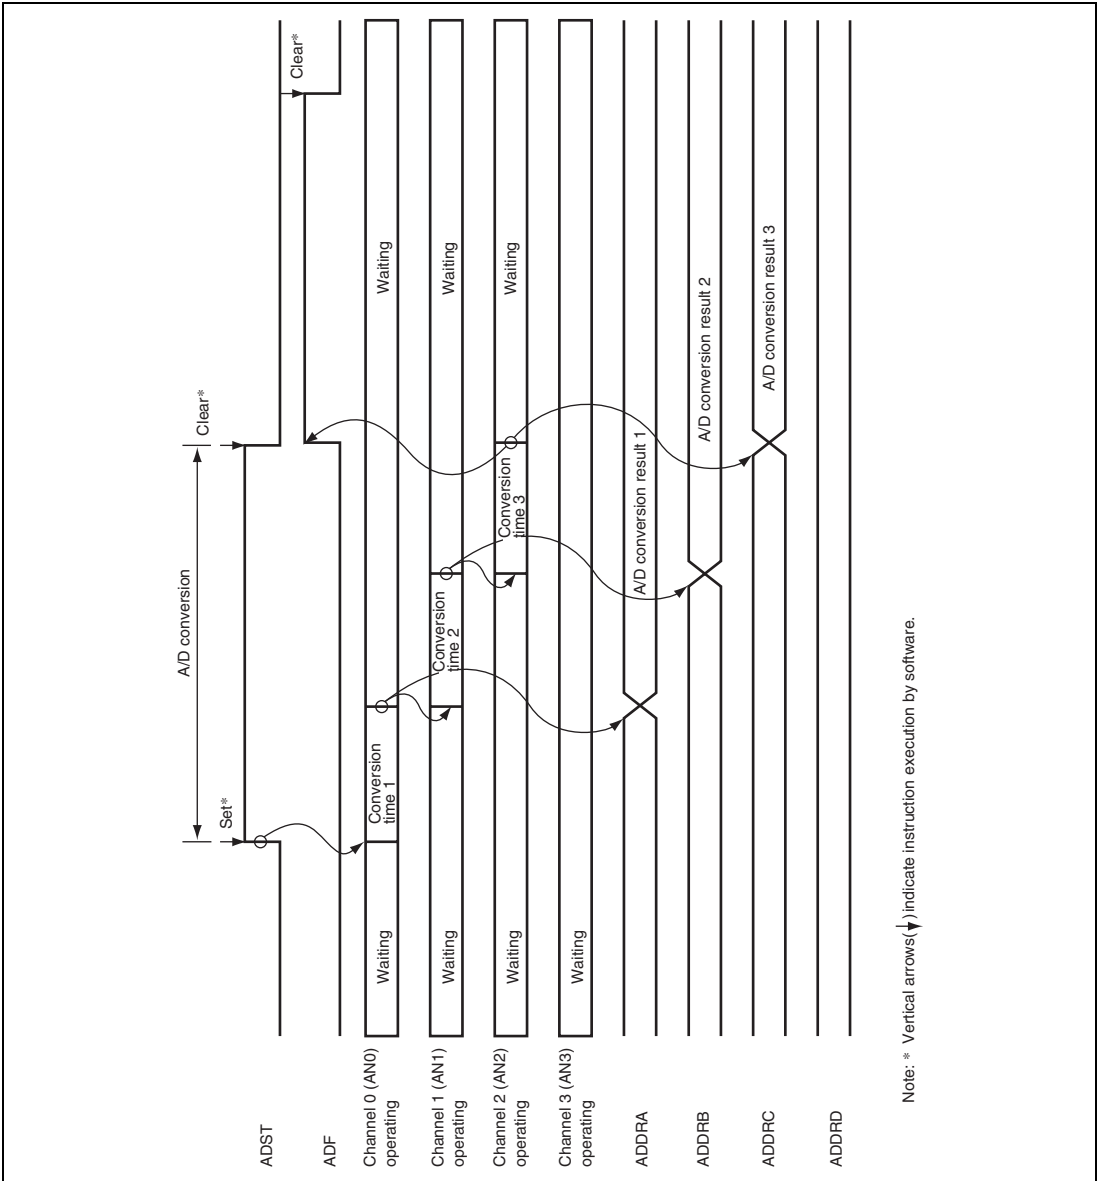 A/D conversion
Set*
Clear*
Clear*
ADST
ADF
Channel 0 (AN0)
operating
Waiting
Conversion
time 1
Waiting
Channel 1 (AN1)
operating
Waiting
Conversion
time 2
Waiting
Channel 2 (AN2)
operating
Waiting
Conversion
time 3
Waiting
Channel 3 (AN3)
operating
Waiting
ADDRA
A/D conversion result 1
ADDRB
A/D conversion result 2
ADDRC
A/D conversion result 3
ADDRD
Note: * Vertical arrows( ) indicate instruction execution by software.